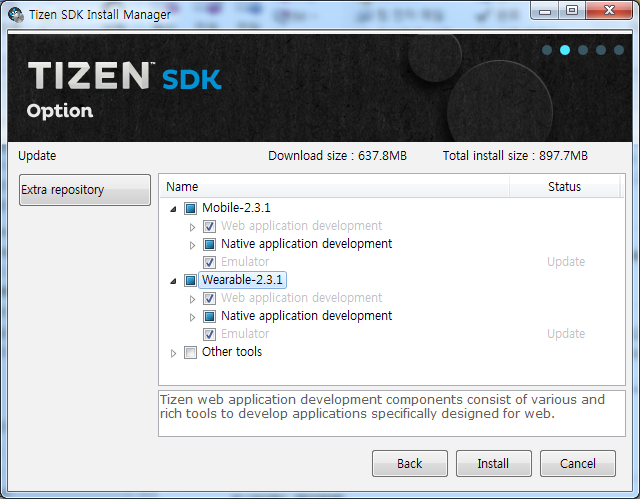 Tizen SDK Install Manager
TIZEN™ SDK
Option
Update Download size : 637.8MB Total install size : 897.7MB
Extra repository
Name Status
Mobile-2.3.1
Web application development
Native application development
Emulator Update
Wearable-2.3.1
Web application development
Native application development
Emulator Update
Other tools
Tizen web application development components consist of various and
rich tools to develop applications specifically designed for web.
Back Install Cancel